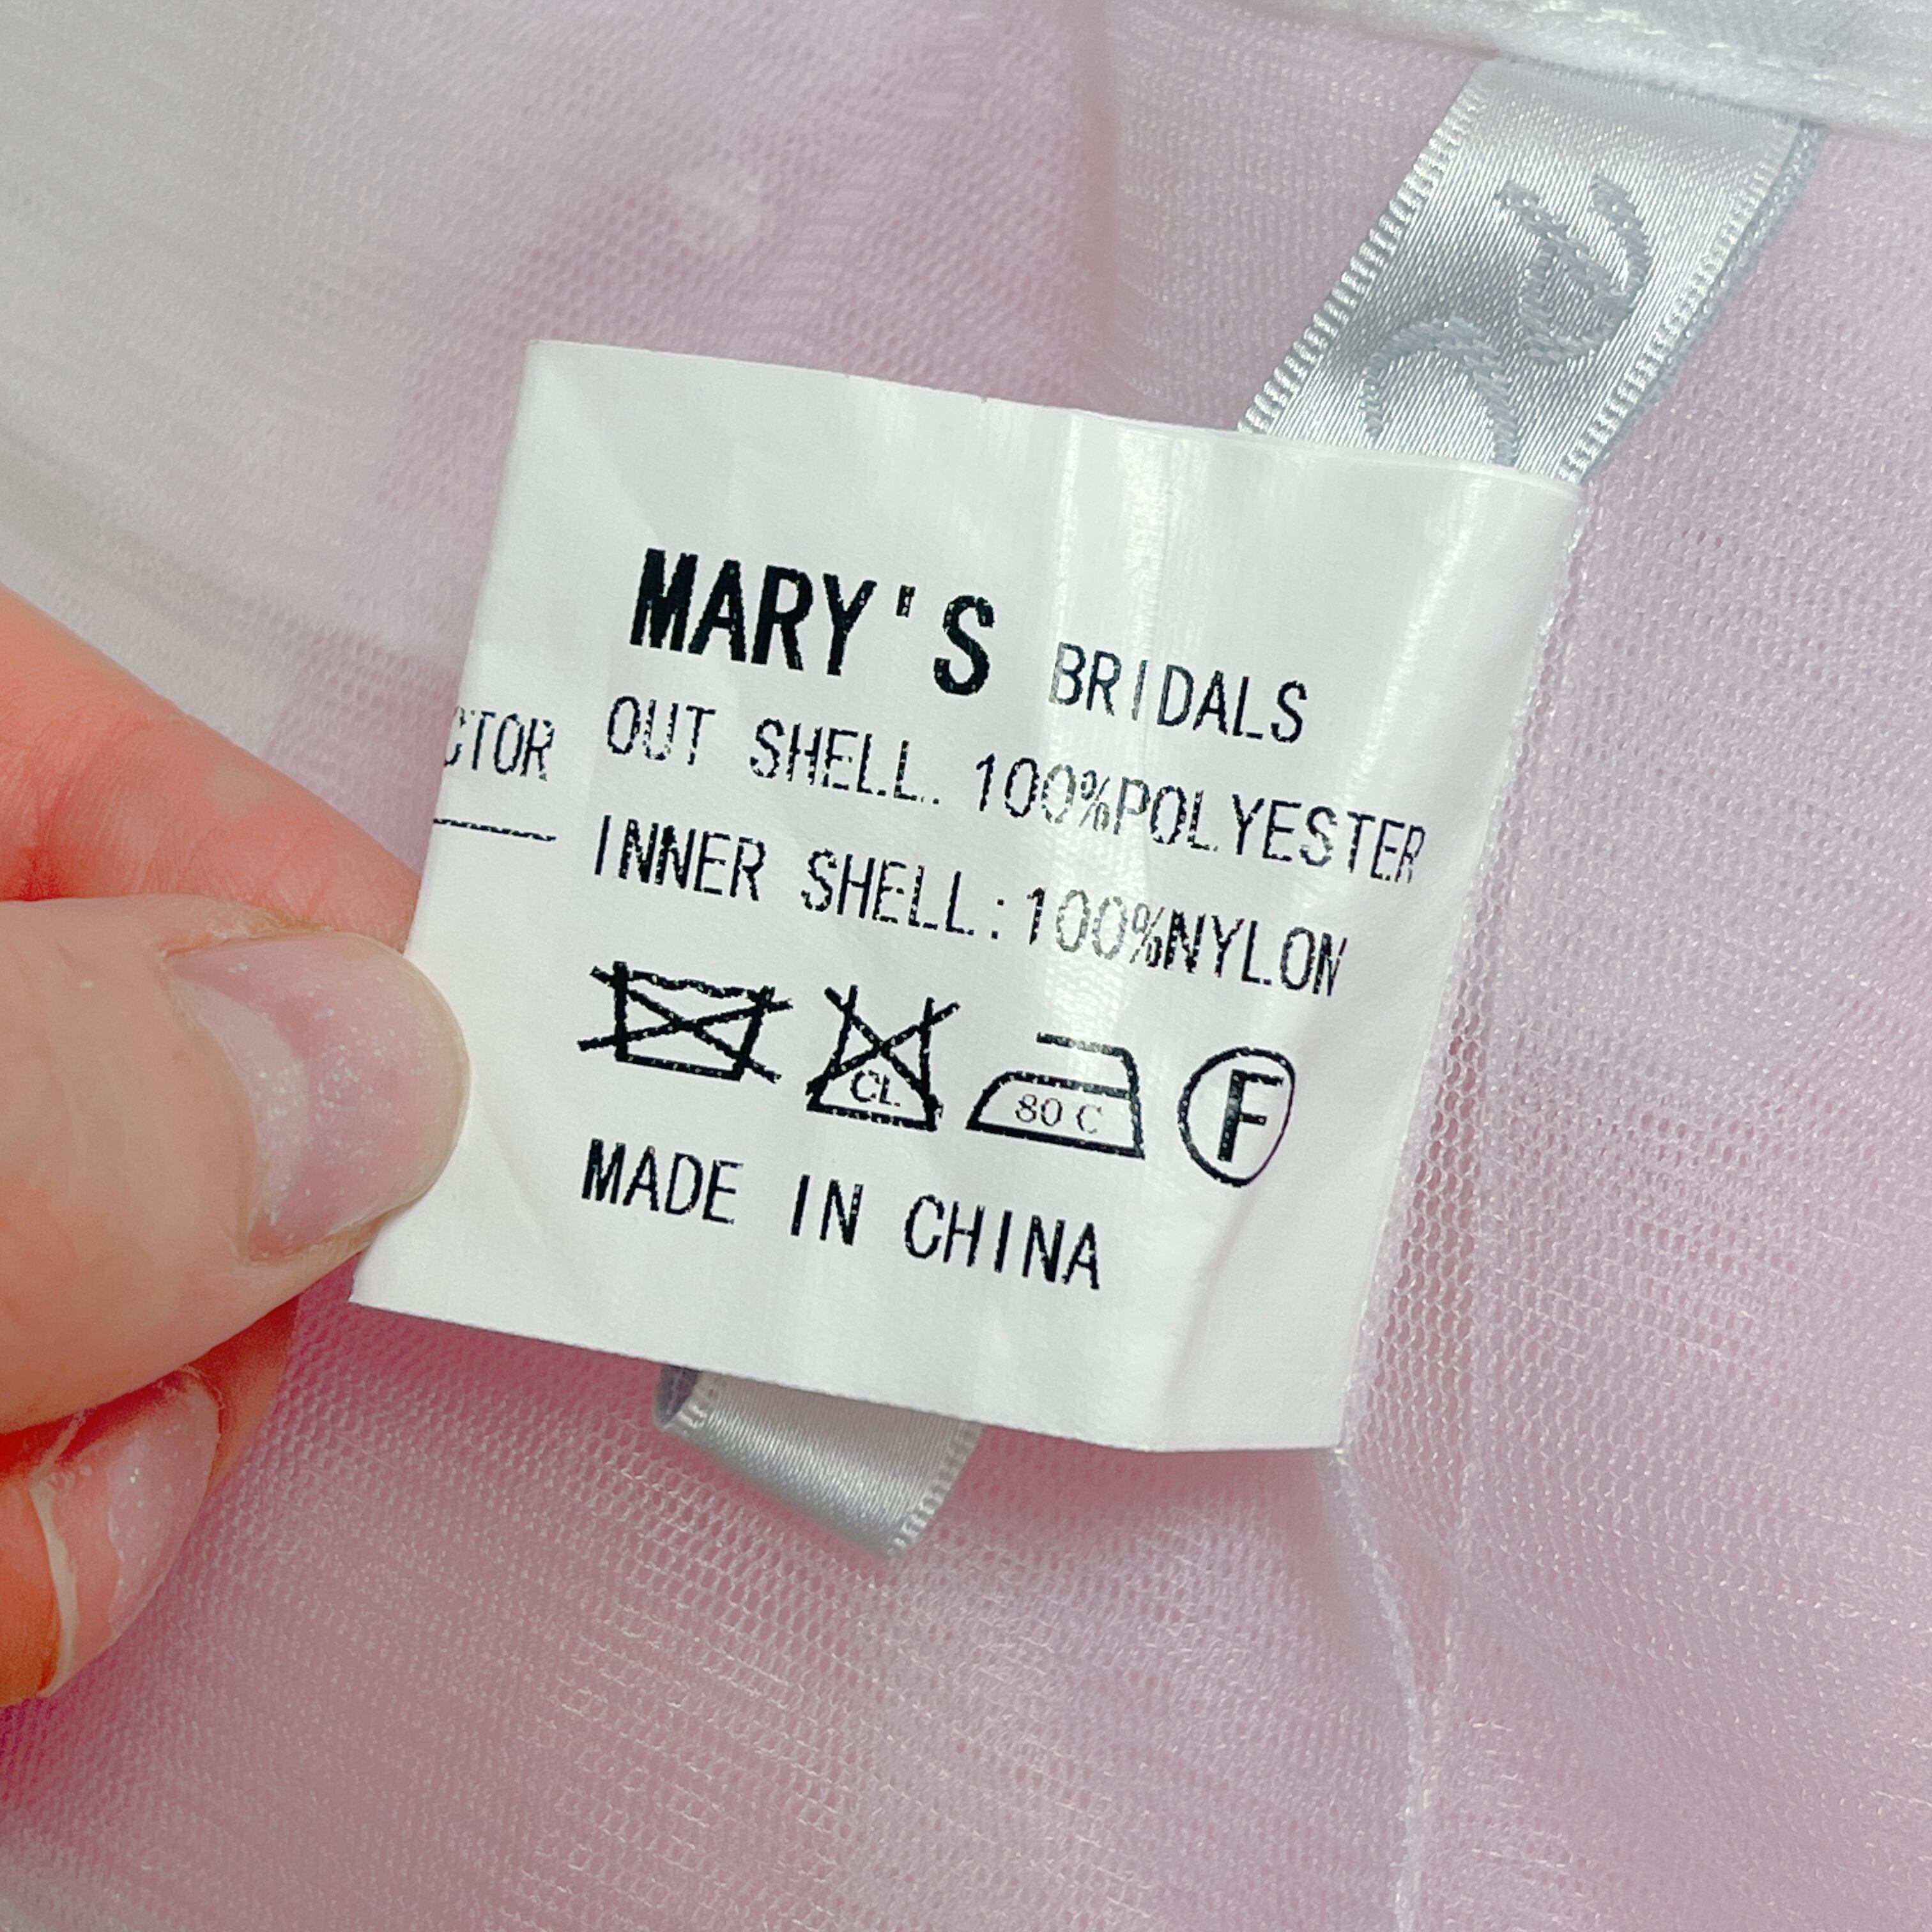 MARY'S BRIDALS
CTOR
OUT SHELL. 100%POLYESTER
INNER SHELL:100%NYLON
CL
80 C
F
MADE IN CHINA